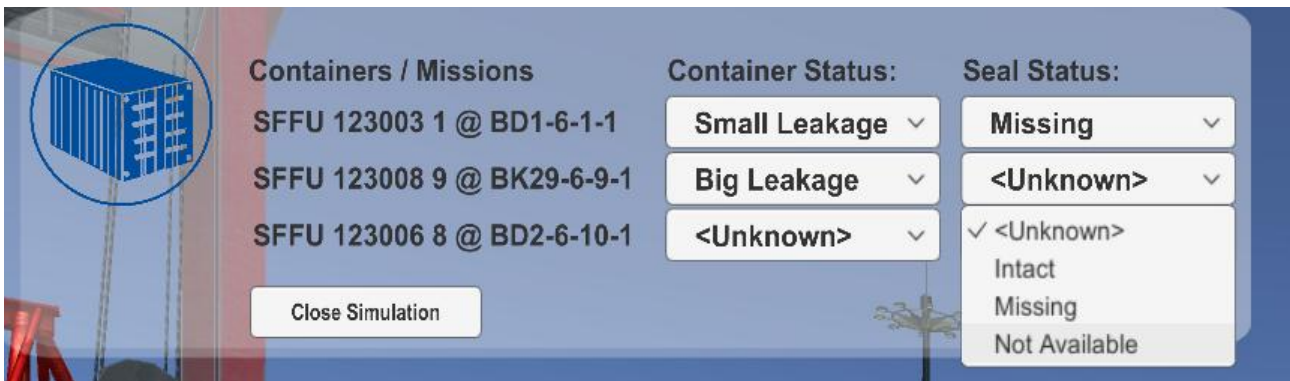 Containers / Missions Container Status: Seal Status:
SFFU 123003 1 @ BD1-6-1-1 Small Leakage Missing
SFFU 123008 9 @ BK29-6-9-1 Big Leakage <Unknown>
SFFU 123006 8 @ BD2-6-10-1 <Unknown> ✓ <Unknown>
Intact
Close Simulation Missing
Not Available